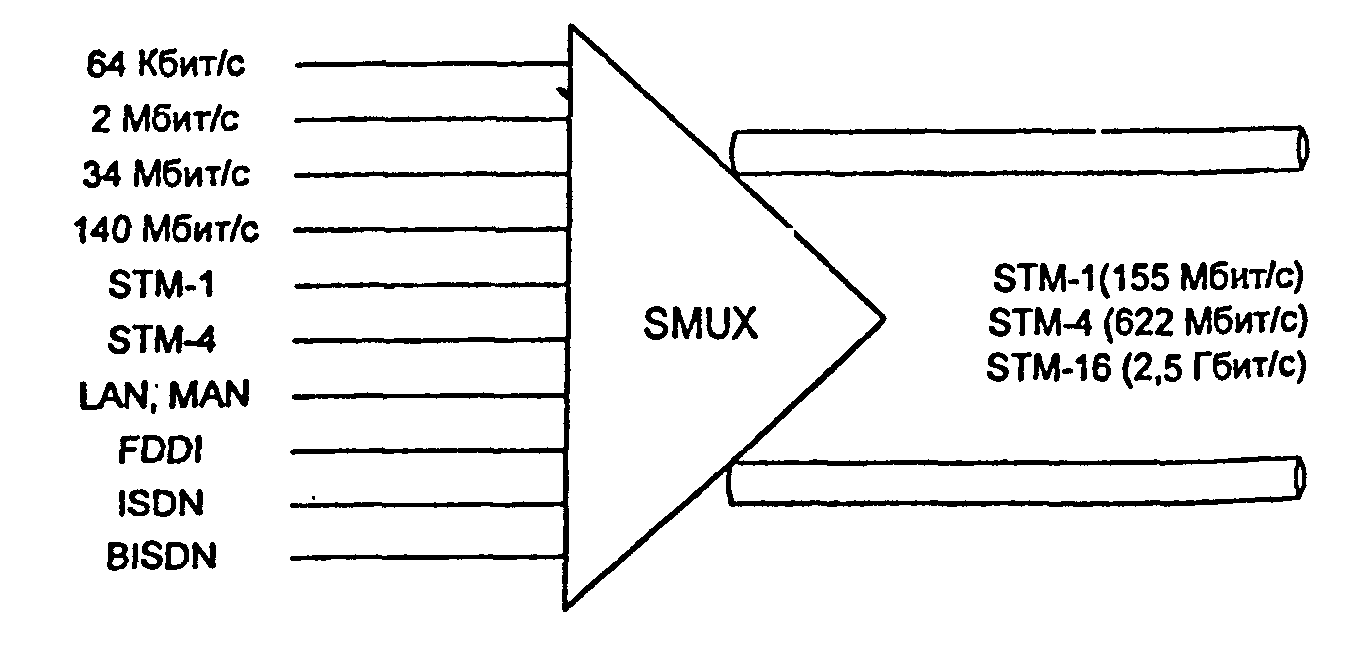 64 Кбит/с
2 Мбит/с
34 Мбит/с
140 Мбит/с
STM-1
STM-4
LAN; MAN
FDDI
ISDN
BISDN
SMUX
STM-1(155 Мбит/с)
STM-4 (622 Мбит/с)
STM-16 (2,5 Гбит/с)